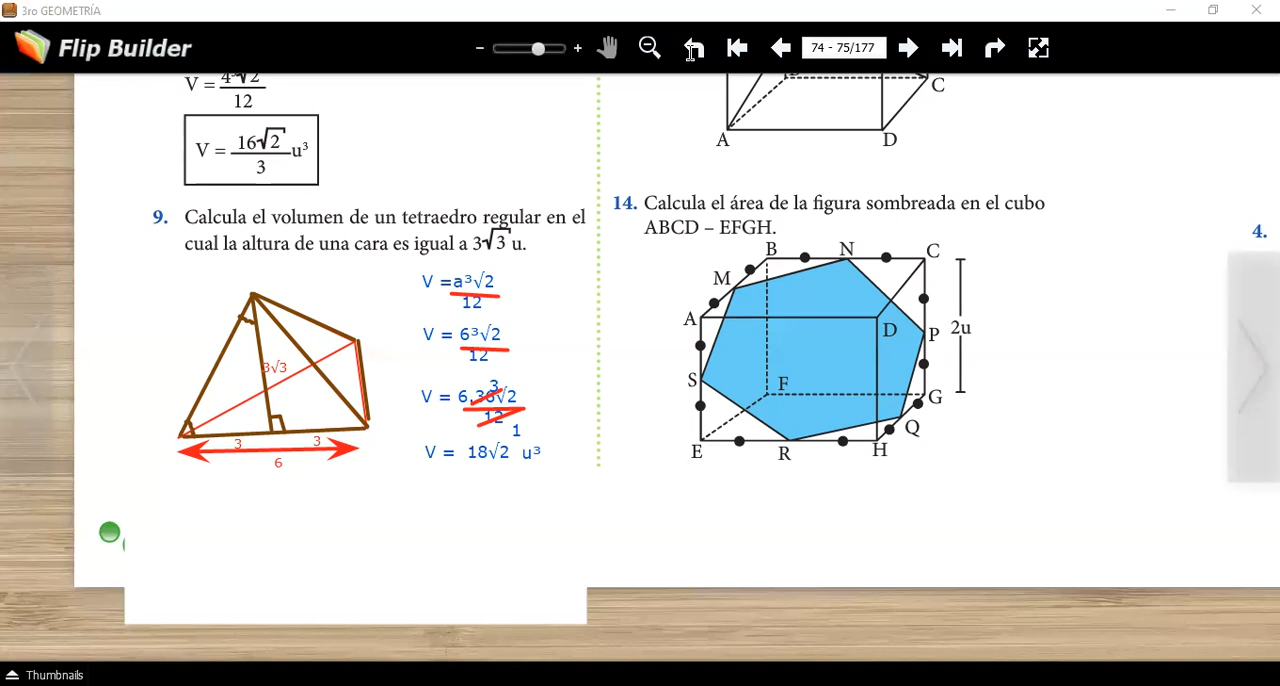 3ro GEOMETRÍA
Flip Builder
74 - 75/177
V = 4³√2
12
V = 16√2 u³
3
9. Calcula el volumen de un tetraedro regular en el
cual la altura de una cara es igual a 3√3 u.
V =a³√2
12
V = 6³√2
12
V = 6.36√2
3
12
1
V = 18√2 u³
3√3
3 3
6
C
A D
14. Calcula el área de la figura sombreada en el cubo
ABCD – EFGH.
B N C
M
A D P 2u
S F G
Q
E R H
4.
Thumbnails